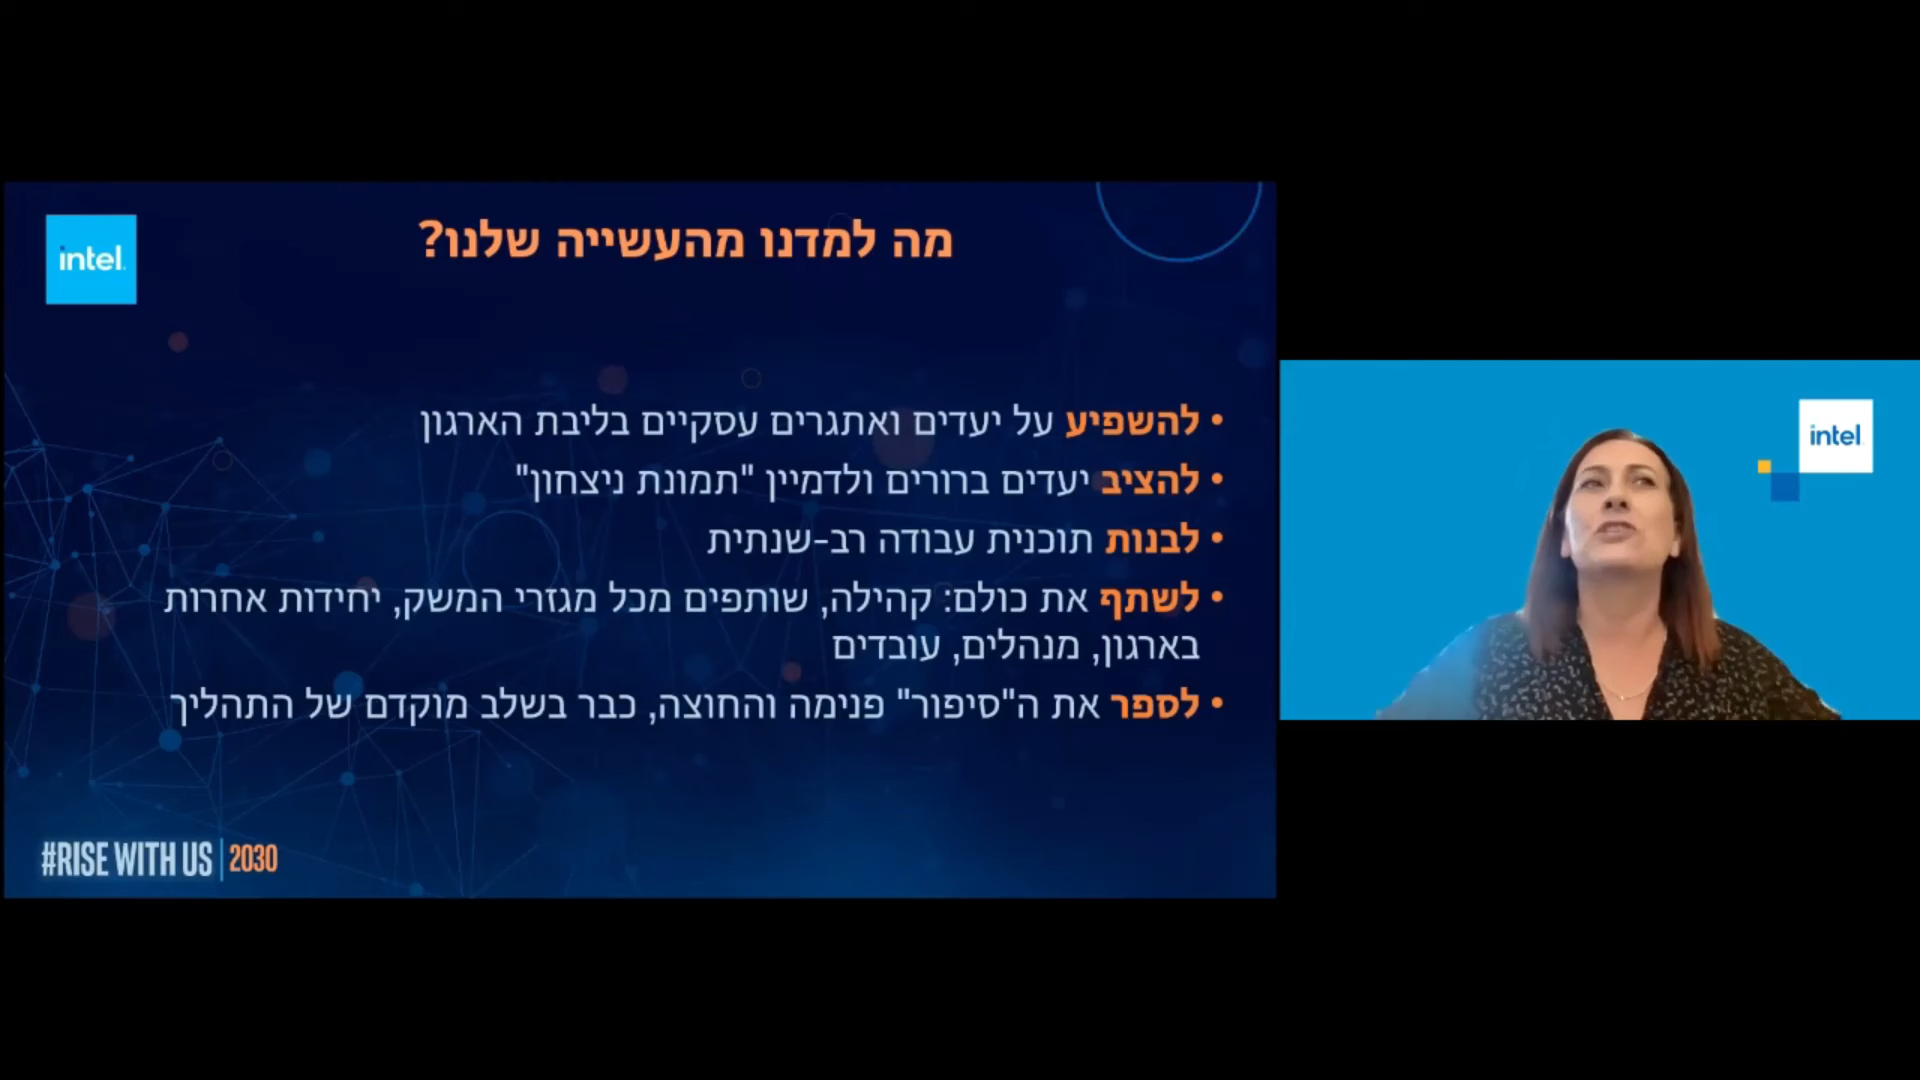 intel.
מה למדנו מהעשייה שלנו?
• להשפיע על יעדים ואתגרים עסקיים בליבת הארגון
• להציב יעדים ברורים ולדמיין "תמונת ניצחון"
• לבנות תוכנית עבודה רב-שנתית
• לשתף את כולם: קהילה, שותפים מכל מגזרי המשק, יחידות אחרות
בארגון, מנהלים, עובדים
• לספר את ה"סיפור" פנימה והחוצה, כבר בשלב מוקדם של התהליך
#RISE WITH US | 2030
intel.